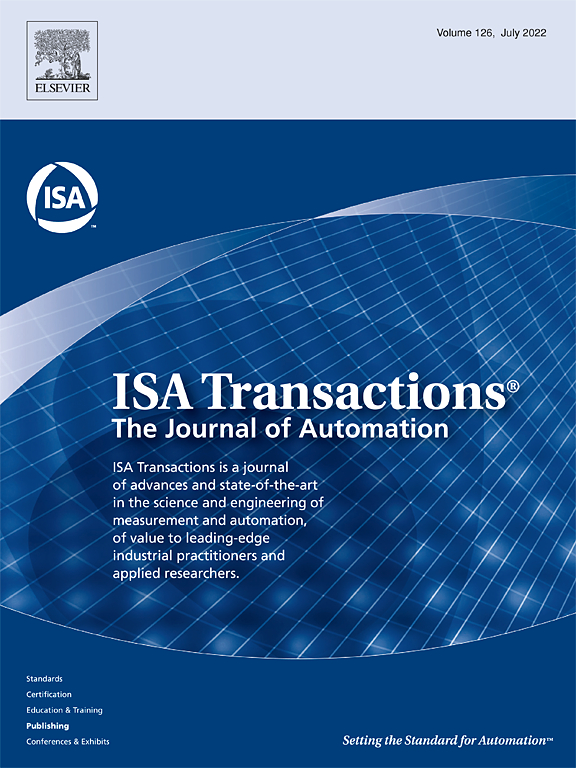 Volume 126, July 2022
ELSEVIER
ISA
™
ISA Transactions®
The Journal of Automation
ISA Transactions is a journal
of advances and state-of-the-art
in the science and engineering of
measurement and automation,
of value to leading-edge
industrial practitioners and
applied researchers.
Standards
Certification
Education & Training
Publishing
Conferences & Exhibits
Setting the Standard for Automation™